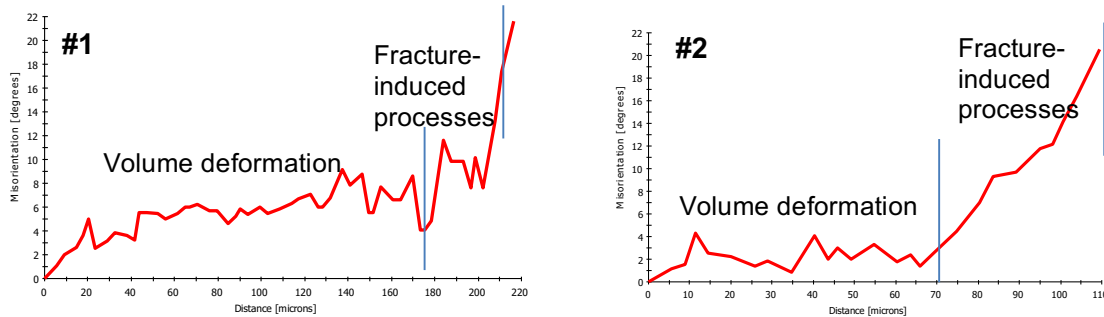 #1
Fracture-
induced
processes
Volume deformation
Misorientation [degrees]
22
20
18
16
14
12
10
8
6
4
2
0
0 20 40 60 80 100 120 140 160 180 200 220
Distance [microns]
#2
Fracture-
induced
processes
Volume deformation
Misorientation [degrees]
22
20
18
16
14
12
10
8
6
4
2
0
0 10 20 30 40 50 60 70 80 90 100 110
Distance [microns]